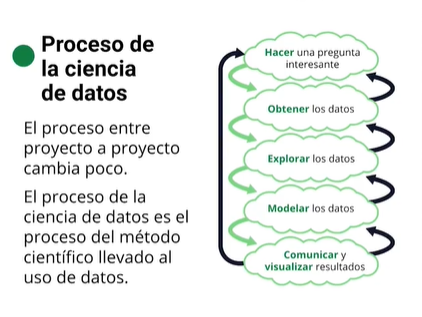 Proceso de
la ciencia
de datos
El proceso entre
proyecto a proyecto
cambia poco.
El proceso de la
ciencia de datos es el
proceso del método
científico llevado al
uso de datos.
Hacer una pregunta
interesante
Obtener los datos
Explorar los datos
Modelar los datos
Comunicar y
visualizar resultados